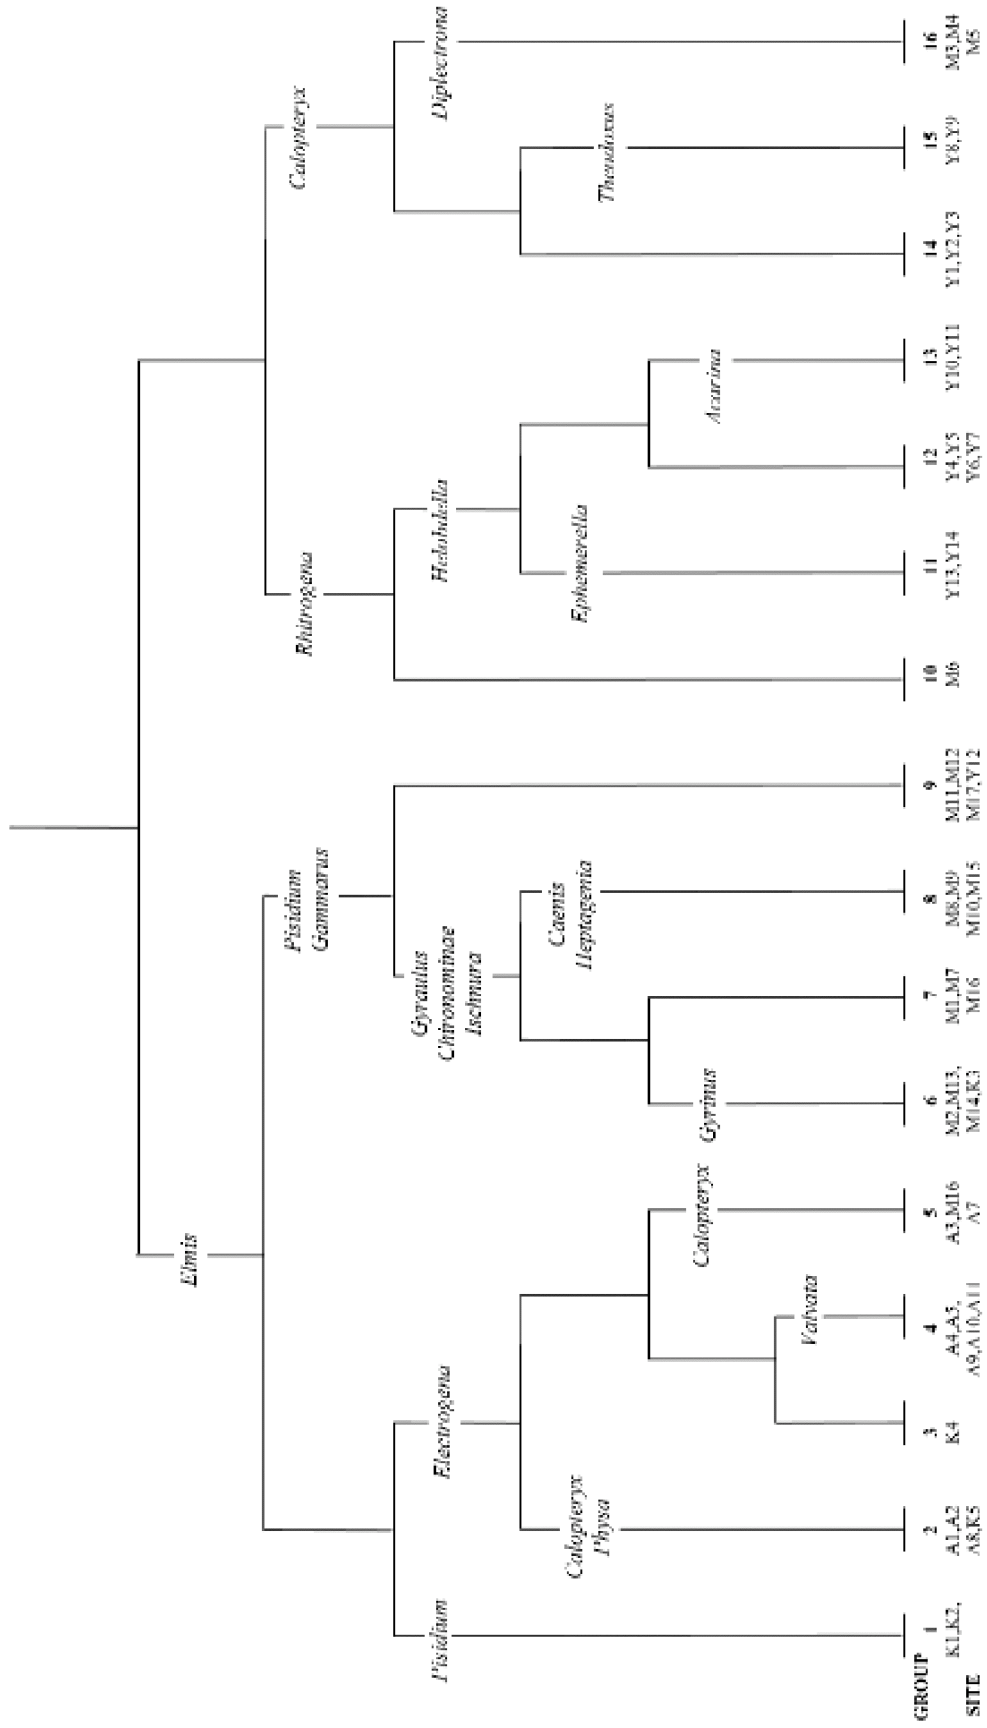 Elmis
Pisidium
Gammarus
Rhitrogena
Calopteryx
Pisidium
Electrogena
Gyraulus
Chironominae
Ischnura
Helobdella
Diplectrona
Calopteryx
Physa
Caenis
Heptagenia
Ephemerella
Theodoxus
Calopteryx
Gyrinus
Acarina
Valvata
GROUP 1 2 3 4 5 6 7 8 9 10 11 12 13 14 15 16
SITE
K1,K2,
A1,A2
A8,K5
K4
A4,A5,
A9,A10,A11
A3,M16
A7
M2,M13,
M14,K3
M1,M7
M16
M8,M9
M10,M15
M11,M12
M17,Y12
M6
Y13,Y14
Y4,Y5
Y6,Y7
Y10,Y11
Y1,Y2,Y3
Y8,Y9
M3,M4
M5